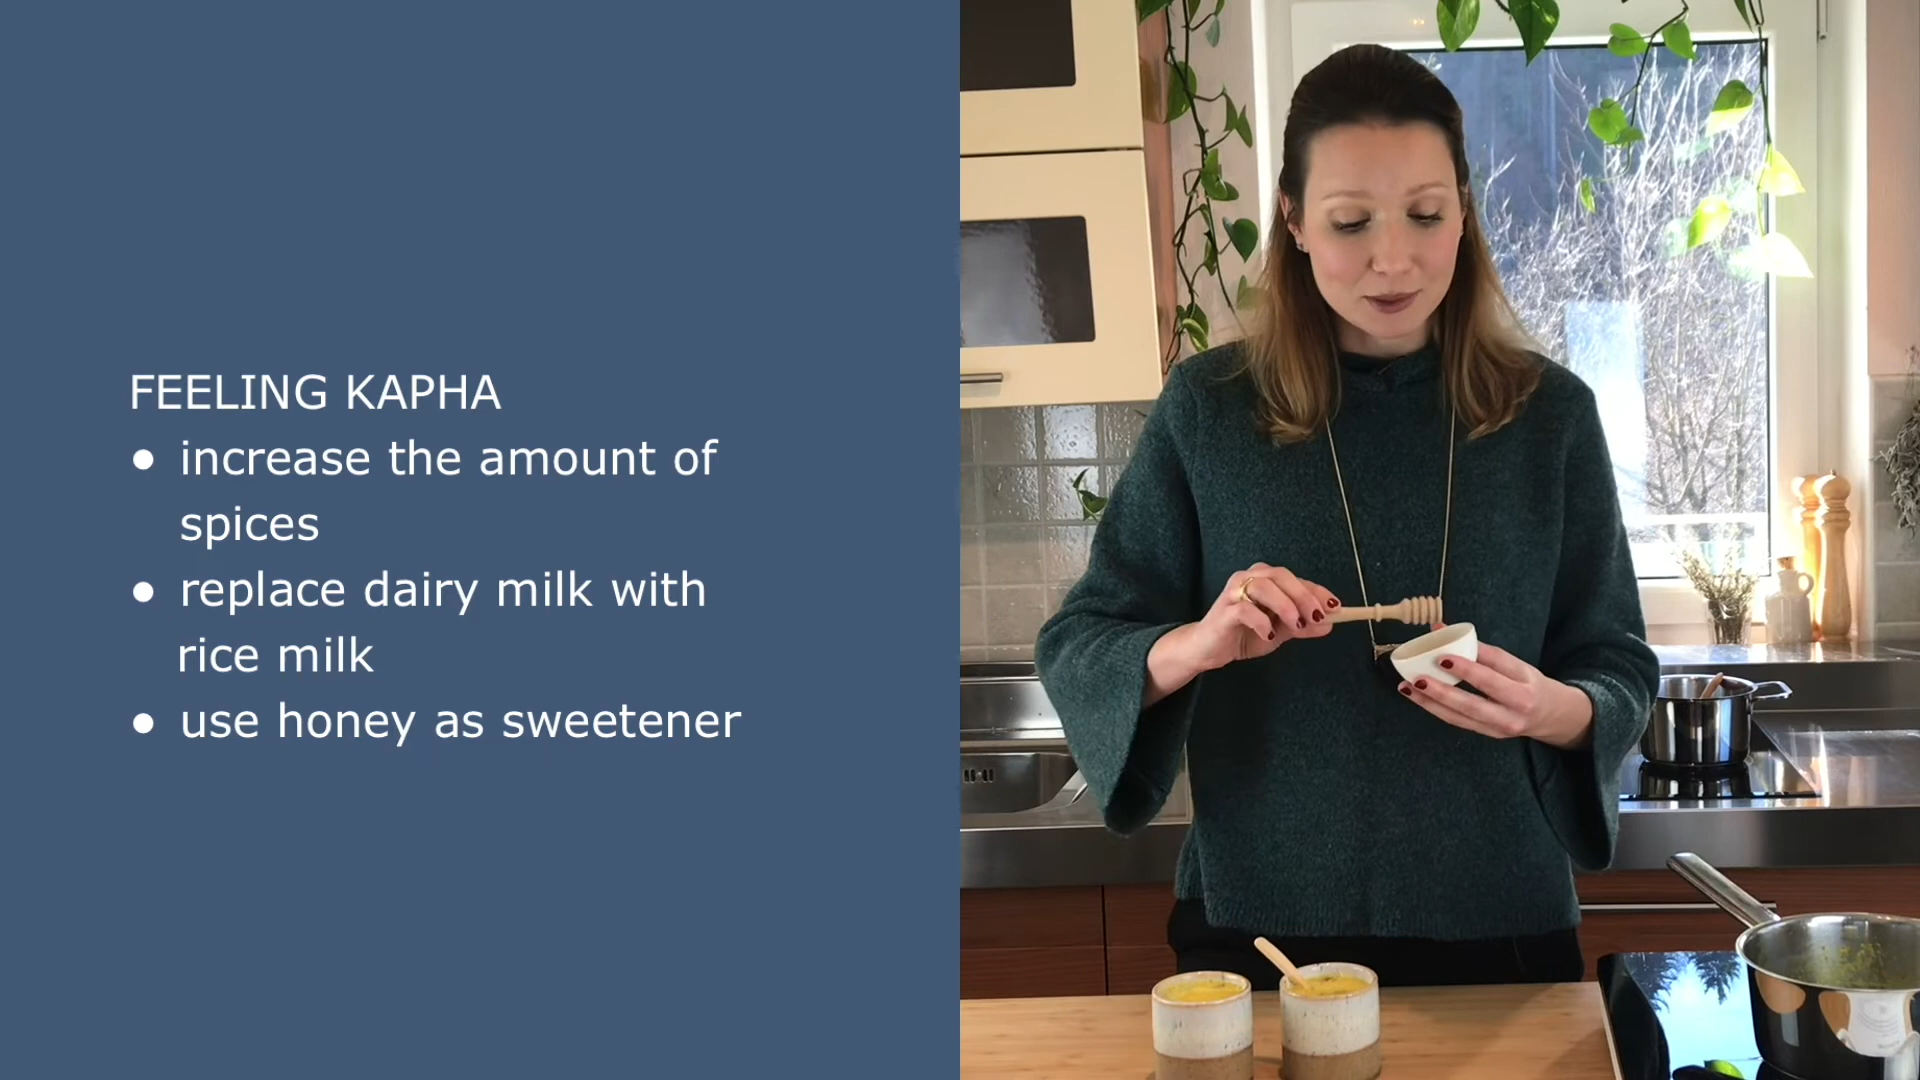 FEELING KAPHA
● increase the amount of
spices
● replace dairy milk with
rice milk
● use honey as sweetener